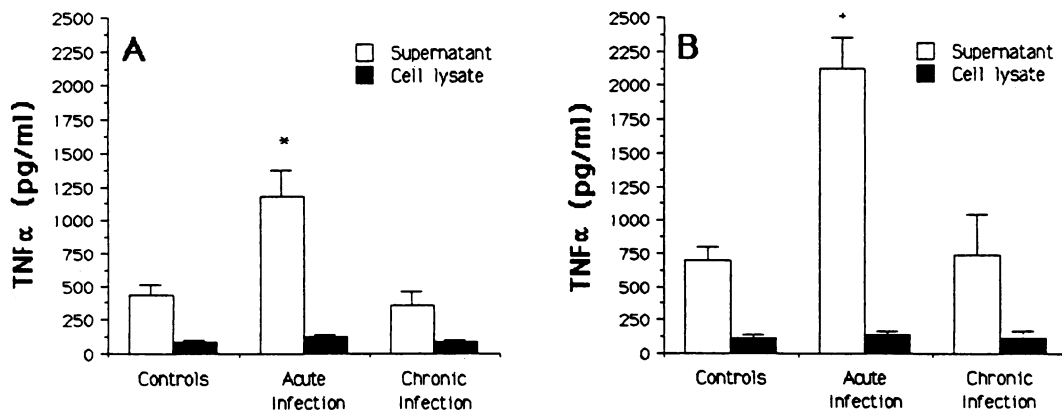 A
TNFα (pg/ml)
2500
2250
2000
1750
1500
1250
1000
750
500
250
0
Supernatant
Cell lysate
*
Controls
Acute Infection
Chronic Infection
B
TNFα (pg/ml)
2500
2250
2000
1750
1500
1250
1000
750
500
250
0
+
Supernatant
Cell lysate
Controls
Acute Infection
Chronic Infection